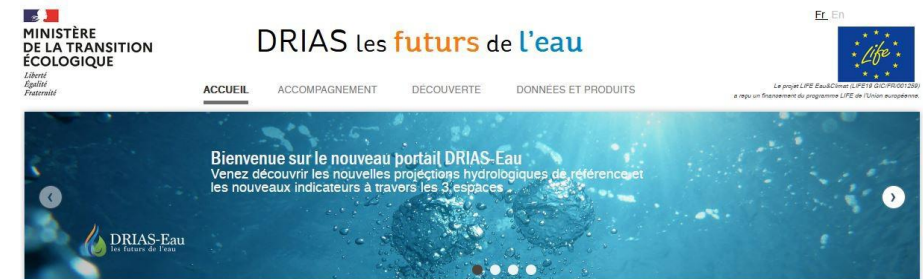 Fr En
MINISTÈRE
DE LA TRANSITION
ÉCOLOGIQUE
Liberté
Égalité
Fraternité
DRIAS les futurs de l'eau
Life
ACCUEIL ACCOMPAGNEMENT DÉCOUVERTE DONNÉES ET PRODUITS
Le projet LIFE Eau&Climat (LIFE19 GIC/FR/001259)
a reçu un financement du programme LIFE de l'Union européenne.
Bienvenue sur le nouveau portail DRIAS-Eau
Venez découvrir les nouvelles projections hydrologiques de référence et
les nouveaux indicateurs à travers les 3 espaces
DRIAS-Eau
les futurs de l'eau